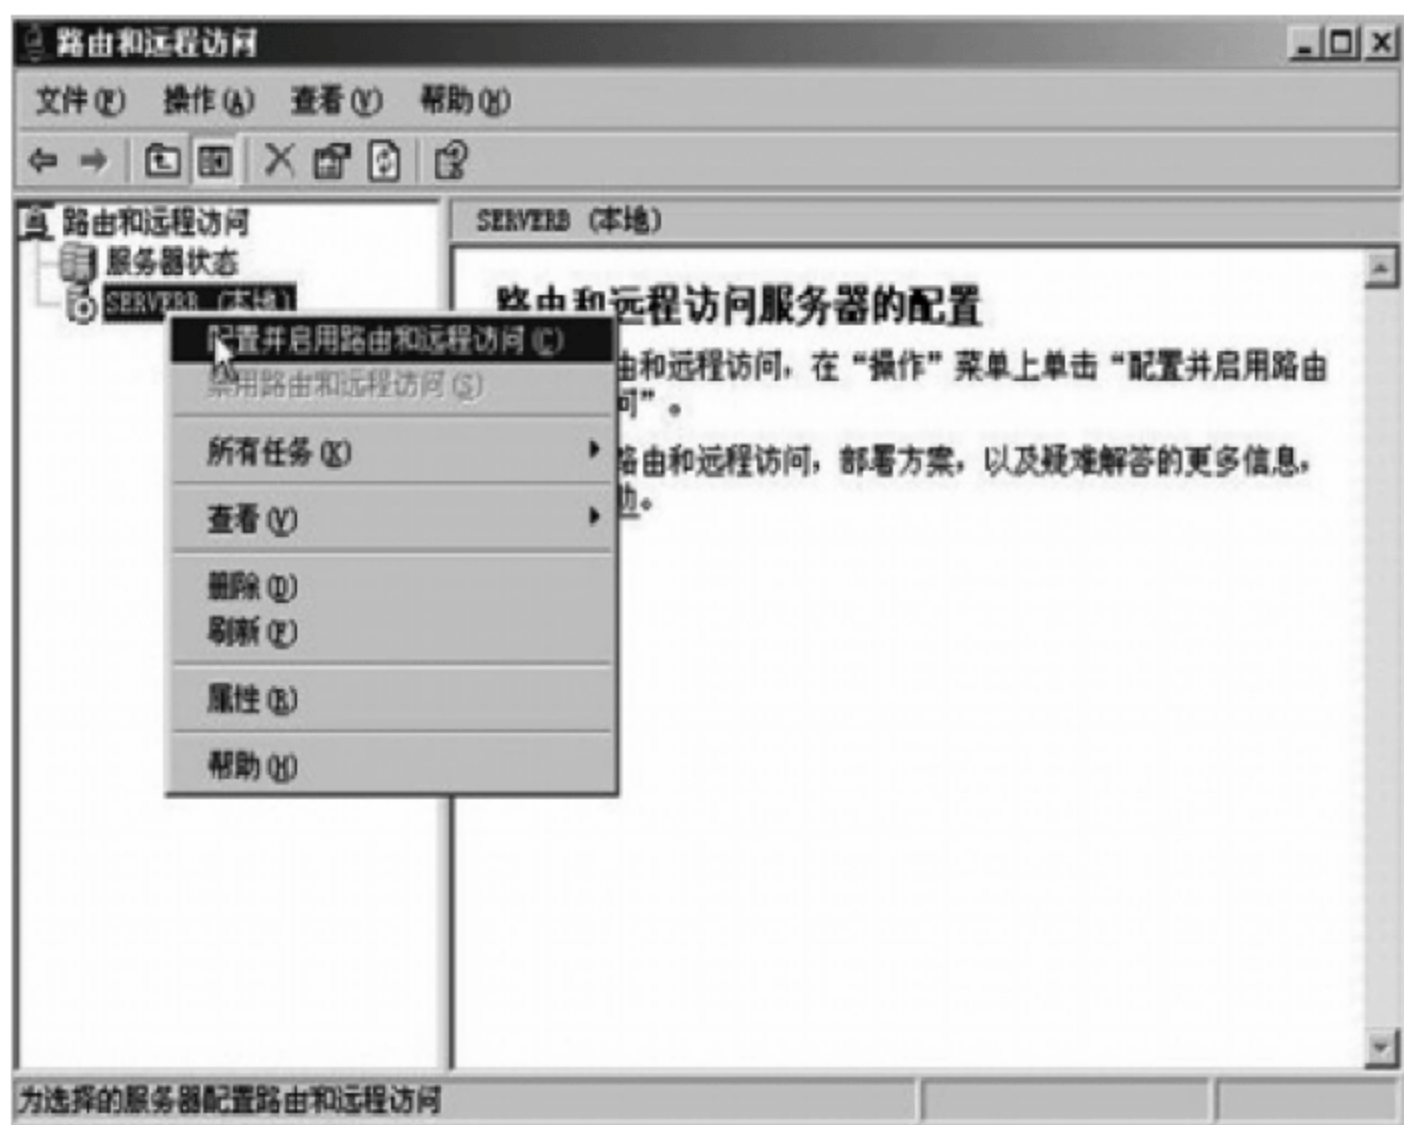 路由和远程访问
文件(F) 操作(A) 查看(V) 帮助(H)
路由和远程访问
服务器状态
SERVERB (本地)
SERVERB (本地)
路由和远程访问服务器的配置
由和远程访问，在“操作”菜单上单击“配置并启用路由
问”。
路由和远程访问，部署方案，以及疑难解答的更多信息，
助。
配置并启用路由和远程访问(C)
禁用路由和远程访问(S)
所有任务(K)
查看(V)
删除(D)
刷新(F)
属性(R)
帮助(H)
为选择的服务器配置路由和远程访问